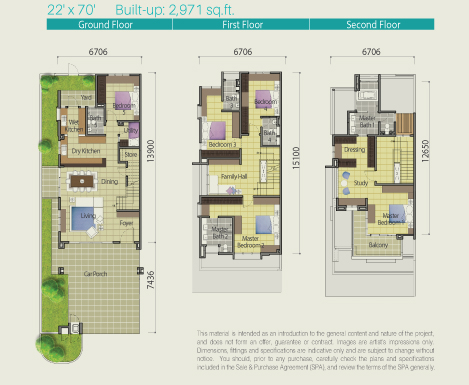 22' x 70' Built-up: 2,971 sq.ft.
Ground Floor First Floor Second Floor
6706 6706 6706
Yard
Bedroom 5
Bath 5
Wet Kitchen
Utility
Dry Kitchen
Store
Dining
Living
Foyer
Car Porch
13900
7436
Bath 3
Bedroom 4
Bath 4
Bedroom 3
Family Hall
Master Bath 2
Master Bedroom 2
15100
Master Bath 1
Dressing
Study
Master Bedroom 1
Balcony
12650
This material is intended as an introduction to the general content and nature of the project,
and does not form an offer, guarantee or contract. Images are artist's impressions only.
Dimensions, fittings and specifications are indicative only and are subject to change without
notice. You should, prior to any purchase, carefully check the plans and specifications
included in the Sale & Purchase Agreement (SPA), and review the terms of the SPA generally.